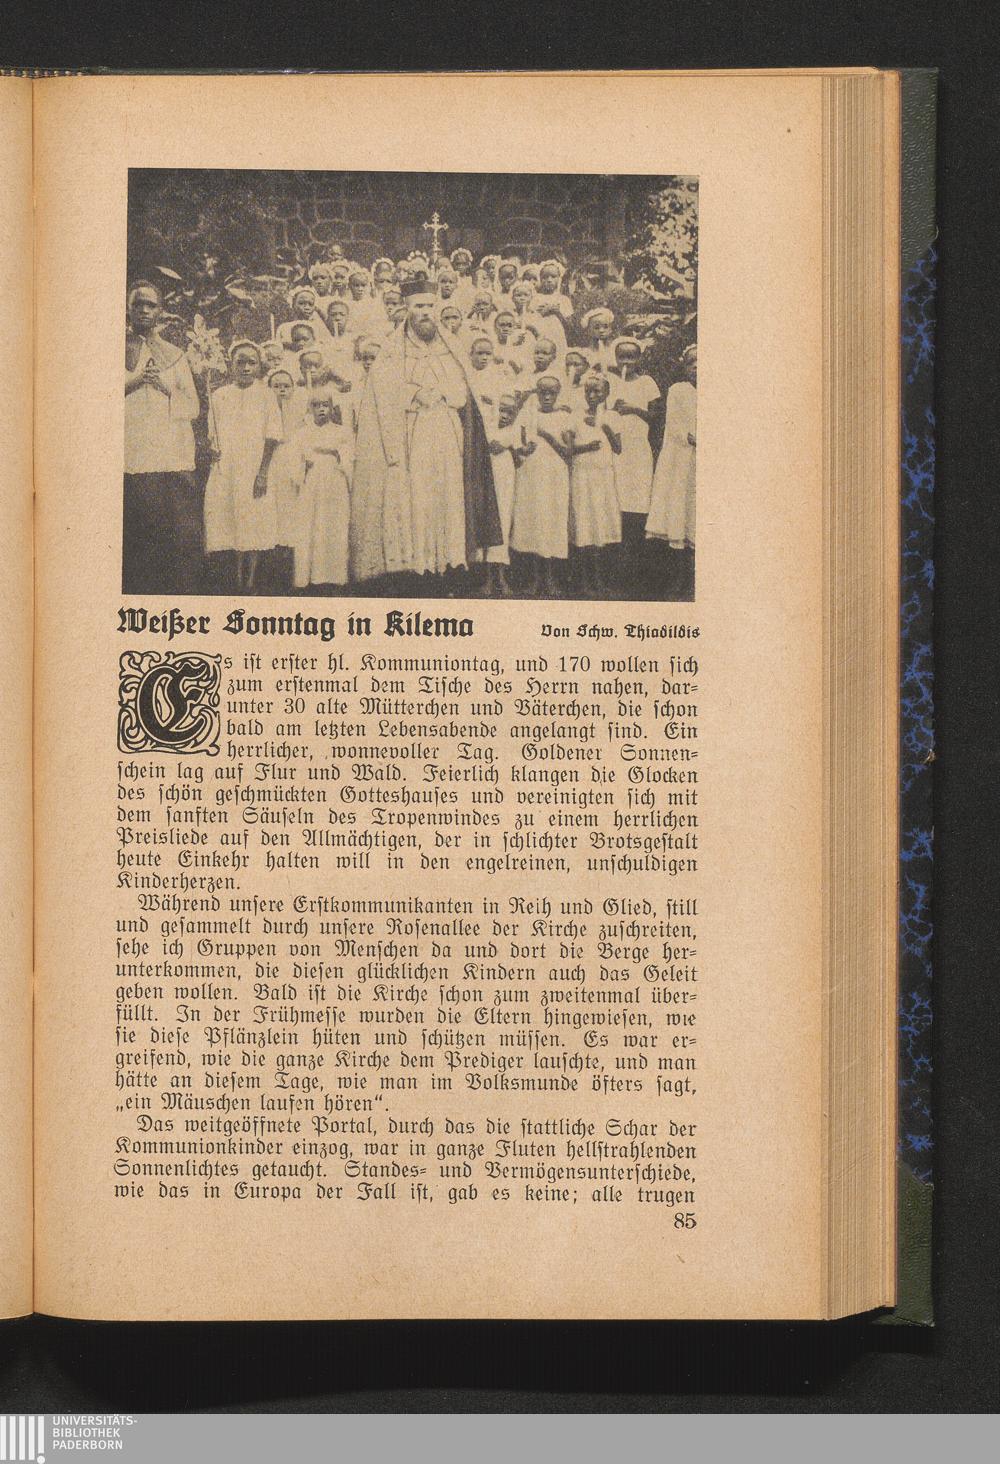 Weißer Sonntag in Kilema Von Schw. Thiadildis
Es ist erster hl. Kommuniontag, und 170 wollen sich
zum erstenmal dem Tische des Herrn nahen, dar-
unter 30 alte Mütterchen und Väterchen, die schon
bald am letzten Lebensabende angelangt sind. Ein
herrlicher, wonnevoller Tag. Goldener Sonnen-
schein lag auf Flur und Wald. Feierlich klangen die Glocken
des schön geschmückten Gotteshauses und vereinigten sich mit
dem sanften Säuseln des Tropenwindes zu einem herrlichen
Preisliede auf den Allmächtigen, der in schlichter Brotsgestalt
heute Einkehr halten will in den engelreinen, unschuldigen
Kinderherzen.
Während unsere Erstkommunikanten in Reih und Glied, still
und gesammelt durch unsere Rosenallee der Kirche zuschreiten,
sehe ich Gruppen von Menschen da und dort die Berge her-
unterkommen, die diesen glücklichen Kindern auch das Geleit
geben wollen. Bald ist die Kirche schon zum zweitenmal über-
füllt. In der Frühmesse wurden die Eltern hingewiesen, wie
sie diese Pflänzlein hüten und schützen müssen. Es war er-
greifend, wie die ganze Kirche dem Prediger lauschte, und man
hätte an diesem Tage, wie man im Volksmunde öfters sagt,
„ein Mäuschen laufen hören“.
Das weitgeöffnete Portal, durch das die stattliche Schar der
Kommunionkinder einzog, war in ganze Fluten hellstrahlenden
Sonnenlichtes getaucht. Standes- und Vermögensunterschiede,
wie das in Europa der Fall ist, gab es keine; alle trugen
85
UNIVERSITÄTS-
BIBLIOTHEK
PADERBORN